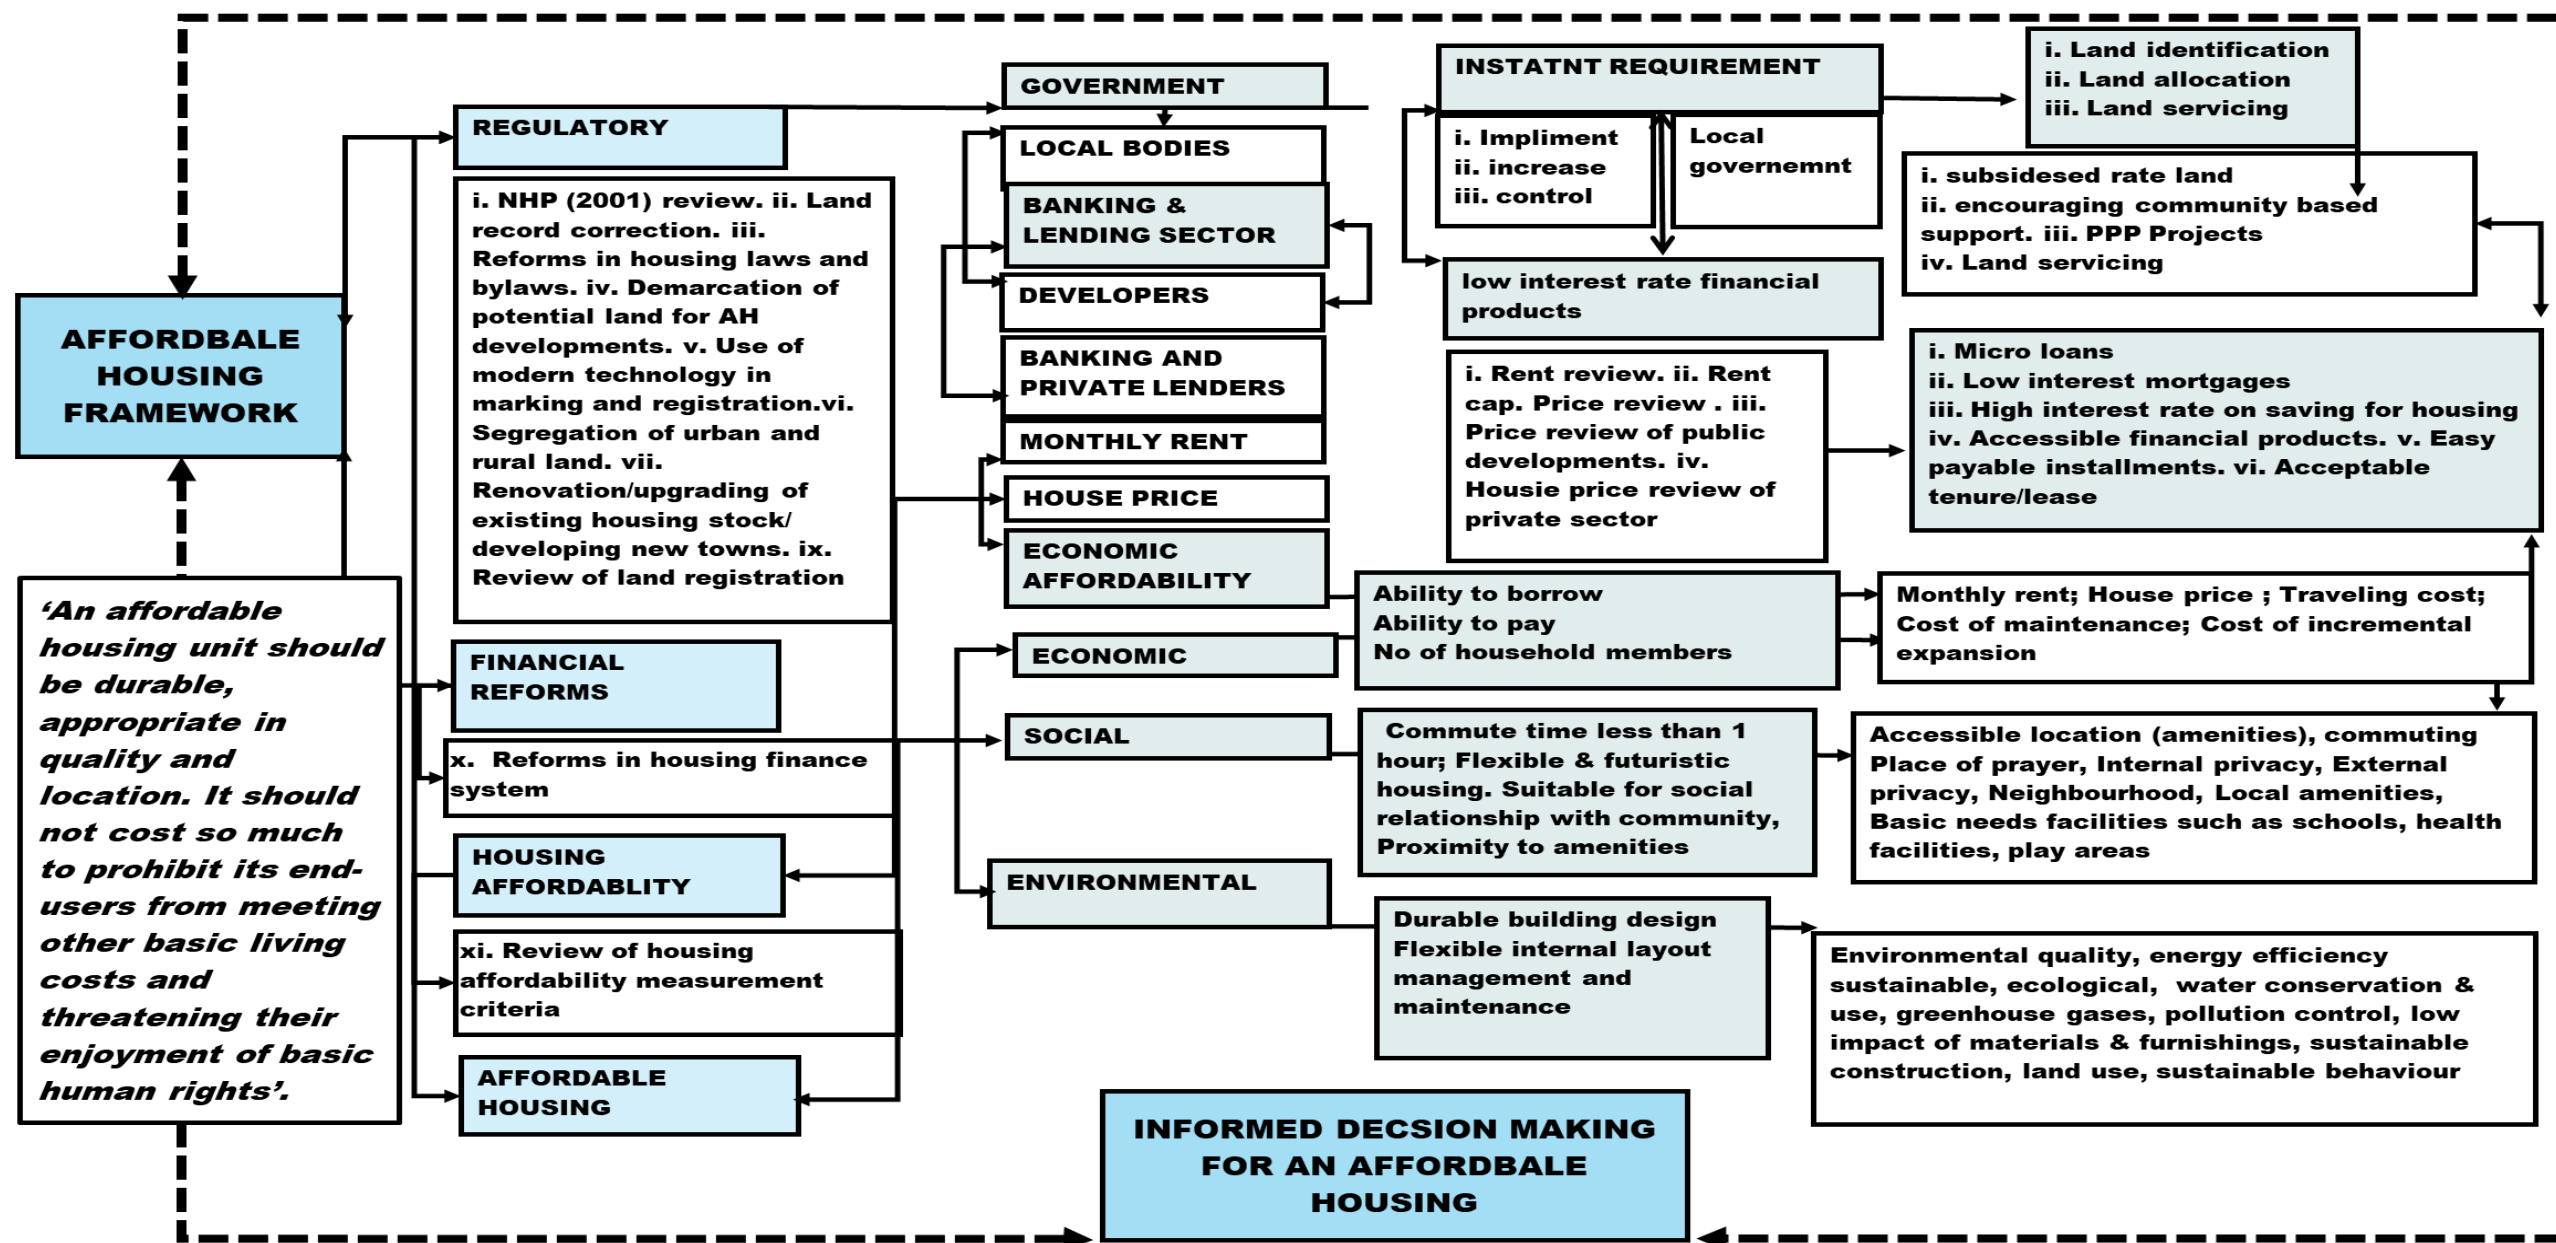 AFFORDBALE
HOUSING
FRAMEWORK
‘An affordable
housing unit should
be durable,
appropriate in
quality and
location. It should
not cost so much
to prohibit its end-
users from meeting
other basic living
costs and
threatening their
enjoyment of basic
human rights’.
REGULATORY
i. NHP (2001) review. ii. Land
record correction. iii.
Reforms in housing laws and
bylaws. iv. Demarcation of
potential land for AH
developments. v. Use of
modern technology in
marking and registration.vi.
Segregation of urban and
rural land. vii.
Renovation/upgrading of
existing housing stock/
developing new towns. ix.
Review of land registration
FINANCIAL
REFORMS
x. Reforms in housing finance
system
HOUSING
AFFORDABLITY
xi. Review of housing
affordability measurement
criteria
AFFORDABLE
HOUSING
GOVERNMENT
LOCAL BODIES
BANKING &
LENDING SECTOR
DEVELOPERS
BANKING AND
PRIVATE LENDERS
MONTHLY RENT
HOUSE PRICE
ECONOMIC
AFFORDABILITY
ECONOMIC
SOCIAL
ENVIRONMENTAL
INSTATNT REQUIREMENT
i. Impliment
ii. increase
iii. control
Local
governemnt
low interest rate financial
products
i. Rent review. ii. Rent
cap. Price review . iii.
Price review of public
developments. iv.
Housie price review of
private sector
Ability to borrow
Ability to pay
No of household members
Commute time less than 1
hour; Flexible & futuristic
housing. Suitable for social
relationship with community,
Proximity to amenities
Durable building design
Flexible internal layout
management and
maintenance
i. Land identification
ii. Land allocation
iii. Land servicing
i. subsidesed rate land
ii. encouraging community based
support. iii. PPP Projects
iv. Land servicing
i. Micro loans
ii. Low interest mortgages
iii. High interest rate on saving for housing
iv. Accessible financial products. v. Easy
payable installments. vi. Acceptable
tenure/lease
Monthly rent; House price ; Traveling cost;
Cost of maintenance; Cost of incremental
expansion
Accessible location (amenities), commuting
Place of prayer, Internal privacy, External
privacy, Neighbourhood, Local amenities,
Basic needs facilities such as schools, health
facilities, play areas
Environmental quality, energy efficiency
sustainable, ecological, water conservation &
use, greenhouse gases, pollution control, low
impact of materials & furnishings, sustainable
construction, land use, sustainable behaviour
INFORMED DECSION MAKING
FOR AN AFFORDBALE
HOUSING